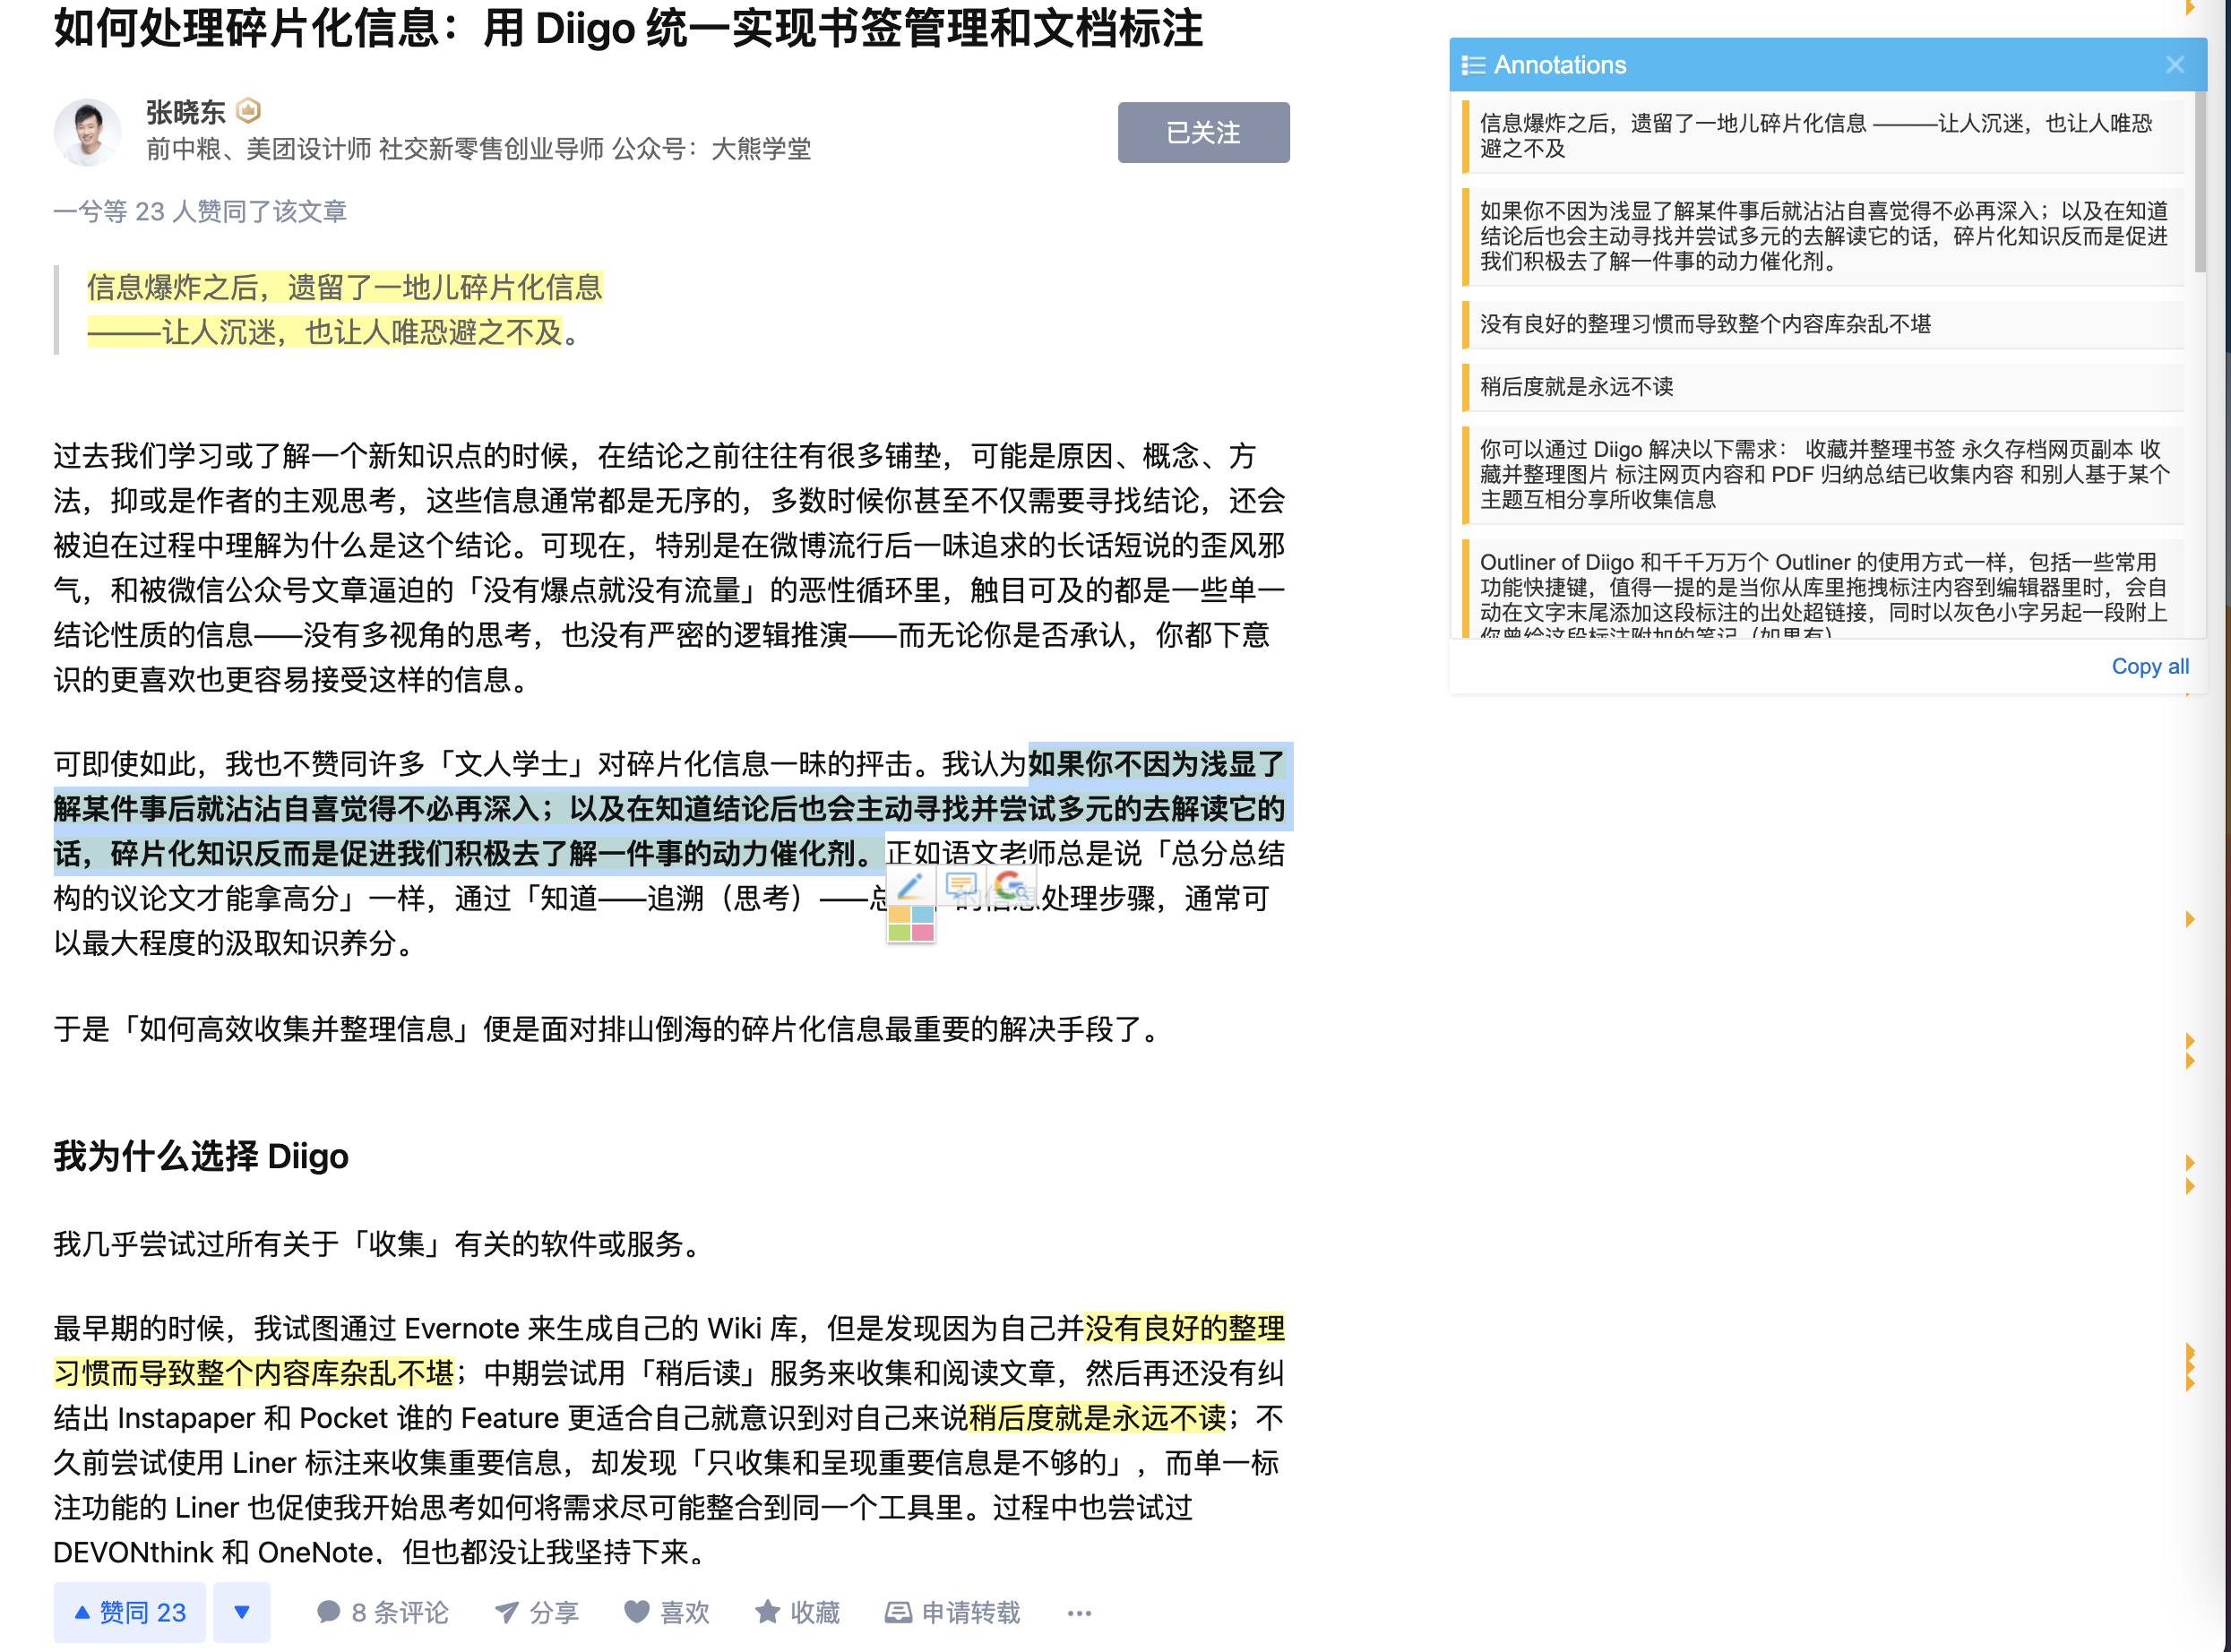 如何处理碎片化信息：用 Diigo 统一实现书签管理和文档标注
张晓东
前中粮、美团设计师 社交新零售创业导师 公众号：大熊学堂
已关注
一兮等 23 人赞同了该文章
信息爆炸之后，遗留了一地儿碎片化信息
———让人沉迷，也让人唯恐避之不及。
过去我们学习或了解一个新知识点的时候，在结论之前往往有很多铺垫，可能是原因、概念、方
法，抑或是作者的主观思考，这些信息通常都是无序的，多数时候你甚至不仅需要寻找结论，还会
被迫在过程中理解为什么是这个结论。可现在，特别是在微博流行后一味追求的长话短说的歪风邪
气，和被微信公众号文章逼迫的「没有爆点就没有流量」的恶性循环里，触目可及的都是一些单一
结论性质的信息——没有多视角的思考，也没有严密的逻辑推演——而无论你是否承认，你都下意
识的更喜欢也更容易接受这样的信息。
可即使如此，我也不赞同许多「文人学士」对碎片化信息一昧的抨击。我认为如果你不因为浅显了
解某件事后就沾沾自喜觉得不必再深入；以及在知道结论后也会主动寻找并尝试多元的去解读它的
话，碎片化知识反而是促进我们积极去了解一件事的动力催化剂。正如语文老师总是说「总分总结
构的议论文才能拿高分」一样，通过「知道——追溯（思考）——总 的信息处理步骤，通常可
以最大程度的汲取知识养分。
于是「如何高效收集并整理信息」便是面对排山倒海的碎片化信息最重要的解决手段了。
我为什么选择 Diigo
我几乎尝试过所有关于「收集」有关的软件或服务。
最早期的时候，我试图通过 Evernote 来生成自己的 Wiki 库，但是发现因为自己并没有良好的整理
习惯而导致整个内容库杂乱不堪；中期尝试用「稍后读」服务来收集和阅读文章，然后再还没有纠
结出 Instapaper 和 Pocket 谁的 Feature 更适合自己就意识到对自己来说稍后度就是永远不读；不
久前尝试使用 Liner 标注来收集重要信息，却发现「只收集和呈现重要信息是不够的」，而单一标
注功能的 Liner 也促使我开始思考如何将需求尽可能整合到同一个工具里。过程中也尝试过
DEVONthink 和 OneNote，但也都没让我坚持下来。
赞同 23
8 条评论
分享
喜欢
收藏
申请转载
Annotations
信息爆炸之后，遗留了一地儿碎片化信息 ———让人沉迷，也让人唯恐
避之不及
如果你不因为浅显了解某件事后就沾沾自喜觉得不必再深入；以及在知道
结论后也会主动寻找并尝试多元的去解读它的话，碎片化知识反而是促进
我们积极去了解一件事的动力催化剂。
没有良好的整理习惯而导致整个内容库杂乱不堪
稍后度就是永远不读
你可以通过 Diigo 解决以下需求： 收藏并整理书签 永久存档网页副本 收
藏并整理图片 标注网页内容和 PDF 归纳总结已收集内容 和别人基于某个
主题互相分享所收集信息
Outliner of Diigo 和千千万万个 Outliner 的使用方式一样，包括一些常用
功能快捷键，值得一提的是当你从库里拖拽标注内容到编辑器里时，会自
动在文字末尾添加这段标注的出处超链接，同时以灰色小字另起一段附上
你曾给这段标注附加的笔记（如果有）
Copy all